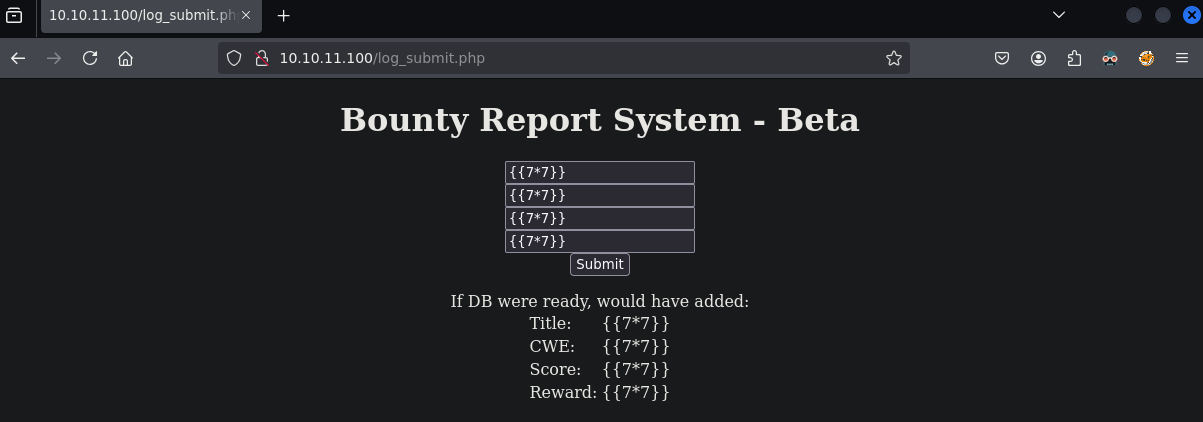 10.10.11.100/log_submit.ph
10.10.11.100/log_submit.php
Bounty Report System - Beta
{{7*7}}
{{7*7}}
{{7*7}}
{{7*7}}
Submit
If DB were ready, would have added:
Title: {{7*7}}
CWE: {{7*7}}
Score: {{7*7}}
Reward: {{7*7}}